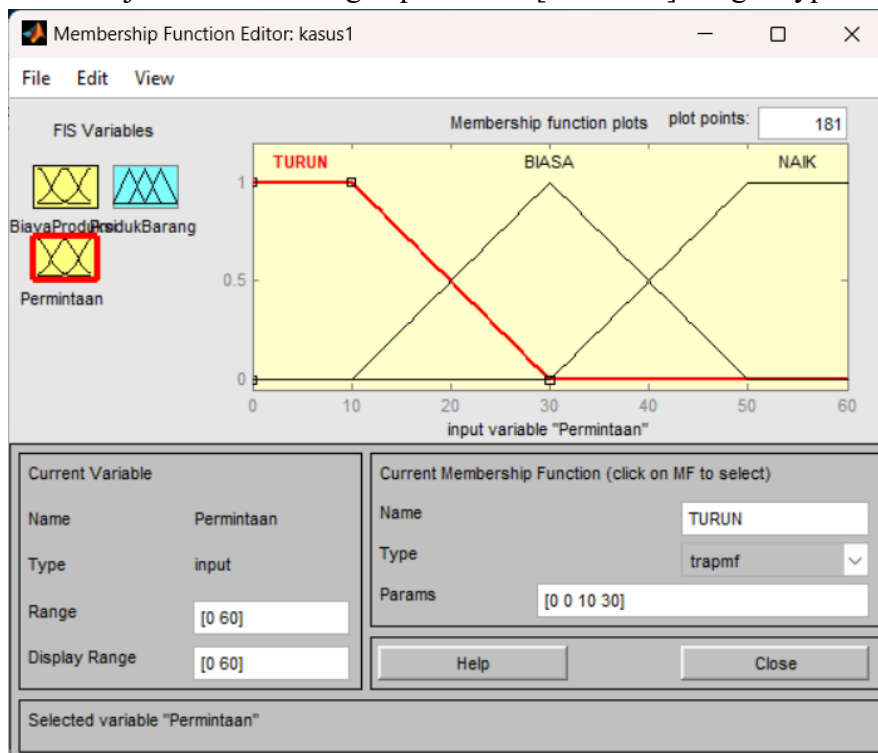 Membership Function Editor: kasus1
File Edit View
FIS Variables
Membership function plots plot points: 181
TURUN BIASA NAIK
1
0.5
0
0 10 20 30 40 50 60
input variable "Permintaan"
BiayaProduksi ProdukBarang
Permintaan
Current Variable
Name Permintaan
Type input
Range [0 60]
Display Range [0 60]
Current Membership Function (click on MF to select)
Name TURUN
Type trapmf
Params [0 0 10 30]
Help Close
Selected variable "Permintaan"